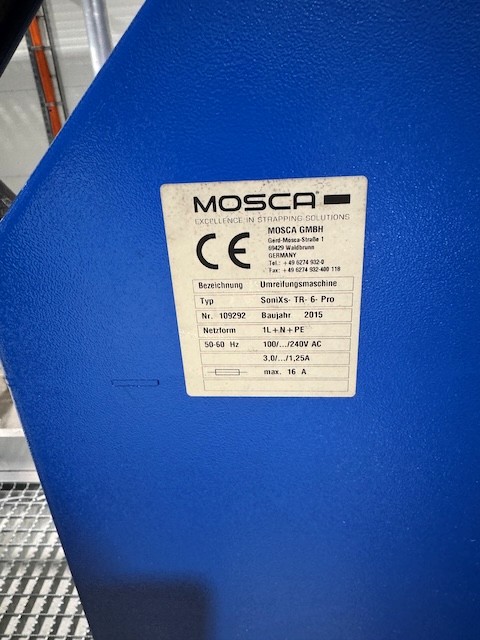 MOSCA®
EXCELLENCE IN STRAPPING SOLUTIONS
CE
MOSCA GMBH
Gerd-Mosca-Straße 1
69429 Waldbrunn
GERMANY
Tel.: +49 6274 932-0
Fax: +49 6274 932-400 118
Bezeichnung Umreifungsmaschine
Typ SoniXs- TR- 6- Pro
Nr. 109292 Baujahr 2015
Netzform 1L+N+PE
50-60 Hz 100/.../240V AC
3,0/.../1,25A
max. 16 A